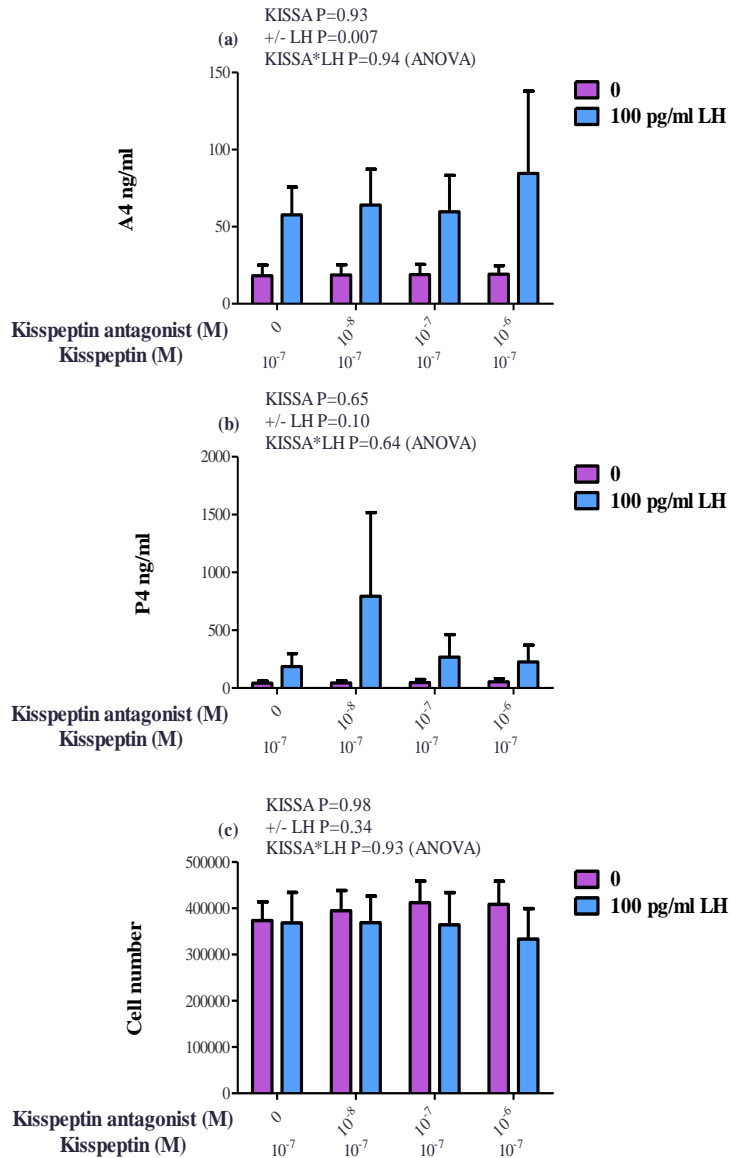 KISSA P=0.93
(a) +/- LH P=0.007
KISSA*LH P=0.94 (ANOVA)
0
100 pg/ml LH
A4 ng/ml
150
100
50
0
Kisspeptin antagonist (M) 0 10⁻⁸ 10⁻⁷ 10⁻⁶
Kisspeptin (M) 10⁻⁷ 10⁻⁷ 10⁻⁷ 10⁻⁷
KISSA P=0.65
(b) +/- LH P=0.10
KISSA*LH P=0.64 (ANOVA)
0
100 pg/ml LH
P4 ng/ml
2000
1500
1000
500
0
Kisspeptin antagonist (M) 0 10⁻⁸ 10⁻⁷ 10⁻⁶
Kisspeptin (M) 10⁻⁷ 10⁻⁷ 10⁻⁷ 10⁻⁷
KISSA P=0.98
(c) +/- LH P=0.34
KISSA*LH P=0.93 (ANOVA)
0
100 pg/ml LH
Cell number
500000
400000
300000
200000
100000
0
Kisspeptin antagonist (M) 0 10⁻⁸ 10⁻⁷ 10⁻⁶
Kisspeptin (M) 10⁻⁷ 10⁻⁷ 10⁻⁷ 10⁻⁷